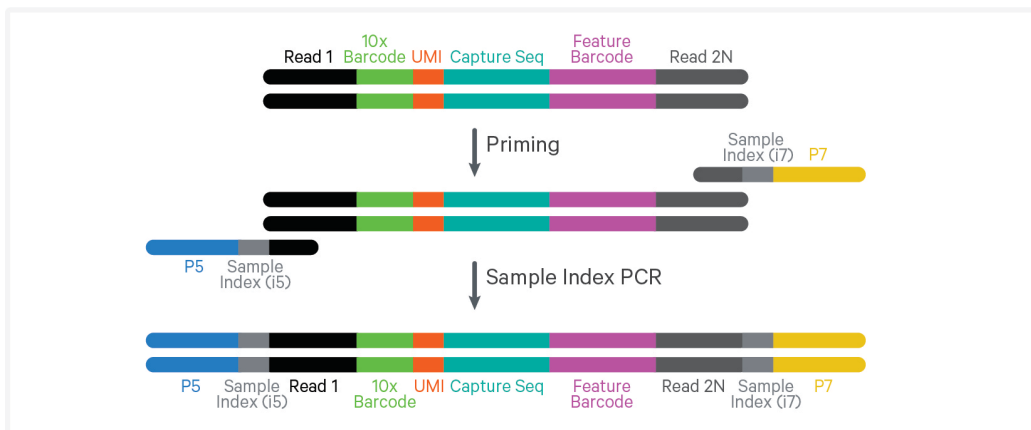 Read 1
10x
Barcode
UMI
Capture Seq
Feature
Barcode
Read 2N
Priming
Sample
Index (i7)
P7
P5
Sample
Index (i5)
Sample Index PCR
P5
Sample
Index (i5)
Read 1
10x
Barcode
UMI
Capture Seq
Feature
Barcode
Read 2N
Sample
Index (i7)
P7